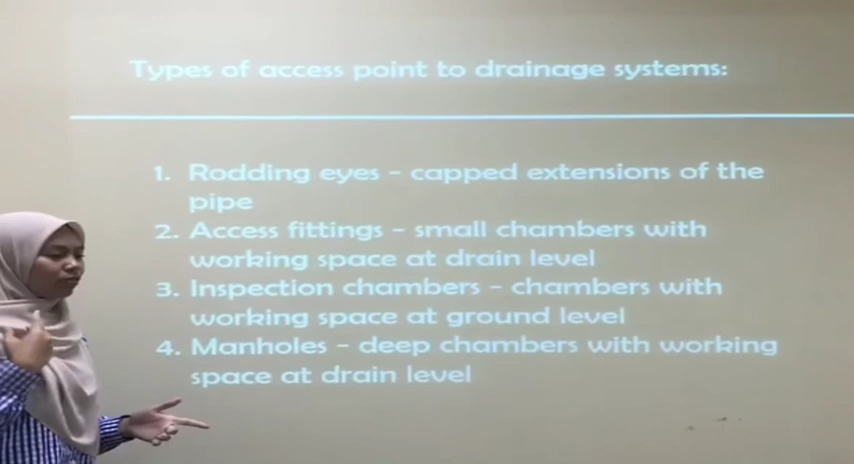 Types of access point to drainage systems:
1. Rodding eyes - capped extensions of the
pipe
2. Access fittings - small chambers with
working space at drain level
3. Inspection chambers - chambers with
working space at ground level
4. Manholes - deep chambers with working
space at drain level